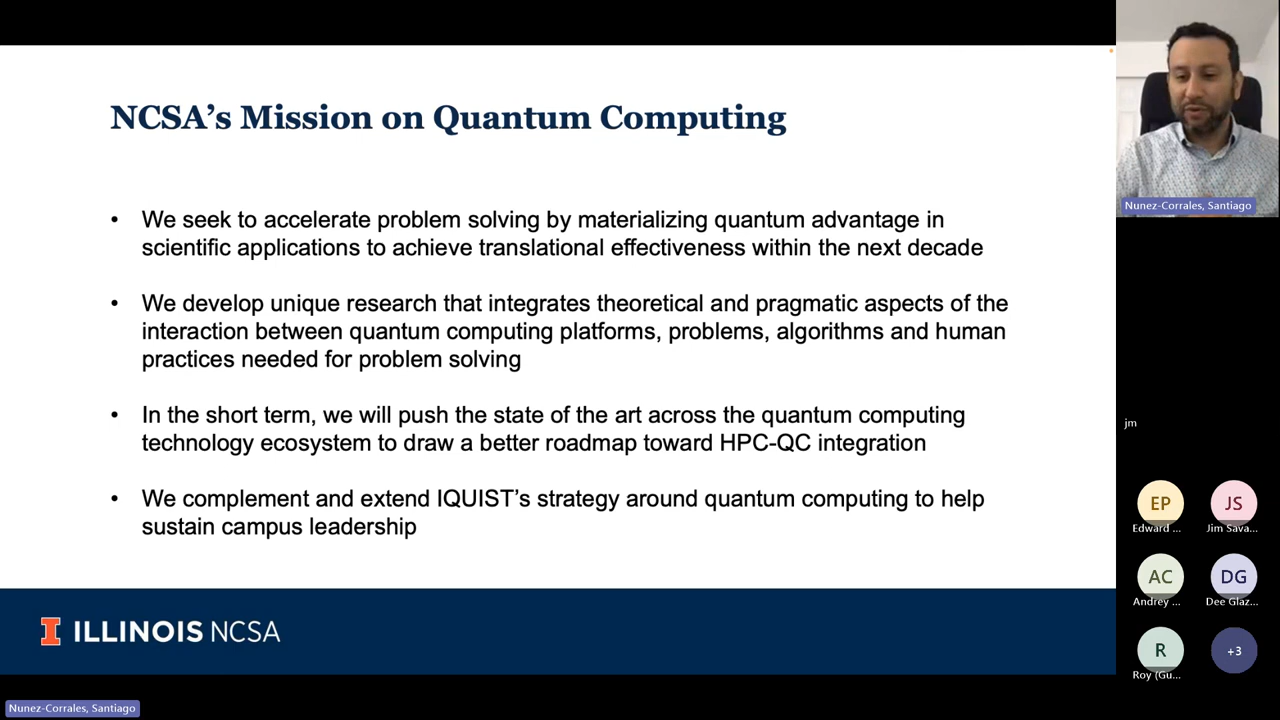 NCSA's Mission on Quantum Computing
• We seek to accelerate problem solving by materializing quantum advantage in
scientific applications to achieve translational effectiveness within the next decade
• We develop unique research that integrates theoretical and pragmatic aspects of the
interaction between quantum computing platforms, problems, algorithms and human
practices needed for problem solving
• In the short term, we will push the state of the art across the quantum computing
technology ecosystem to draw a better roadmap toward HPC-QC integration
• We complement and extend IQUIST's strategy around quantum computing to help
sustain campus leadership
I ILLINOIS NCSA
Nunez-Corrales, Santiago
Nunez-Corrales, Santiago
jm
EP
Edward ...
JS
Jim Sava...
AC
Andrey ...
DG
Dee Glaz...
R
Roy (Gu...
+3